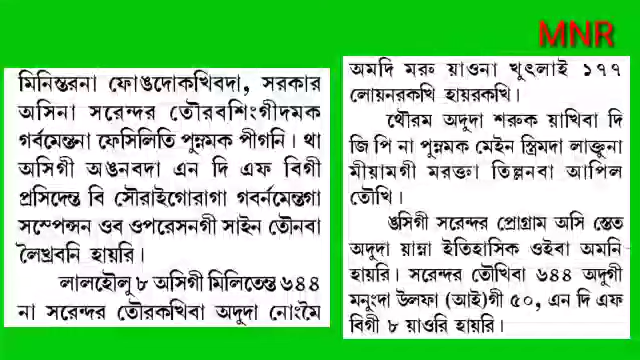 MNR
মিনিস্তরনা ফোঙদোকখিবদা, সরকার
অসিনা সরেন্দর তৌরবশিংগীদমক
গর্বমেন্তনা ফেসিলিতি পুন্নমক পীগনি। থা
অসিগী অঙনবদা এন দি এফ বিগী
প্রসিদেন্ত বি সৌরাইগোরাগা গবর্নমেন্তগা
সস্পেন্সন ওব ওপরেসনগী সাইন তৌনবা
লৈখ্রবনি হায়রি।
লালহৌলু ৮ অসিগী মিলিতেন্ত ৬৪৪
না সরেন্দর তৌরকখিবা অদুদা নোংমৈ
অমদি মরু য়াওনা খুৎলাই ১৭৭
লোয়নরকখি হায়রকখি।
থৌরম অদুদা শরুক য়াখিবা দি
জি পি না পুন্নমক মেইন স্ত্রিমদা লাক্তুনা
মীয়ামগী মরক্তা তিল্লনবা আপিল
তৌখি।
ঙসিগী সরেন্দর প্রোগ্রাম অসি স্তেত
অদুদা য়াম্না ইতিহাসিক ওইবা অমনি
হায়রি। সরেন্দর তৌখিবা ৬৪৪ অদুগী
মনুংদা উলফা (আই)গী ৫০, এন দি এফ
বিগী ৮ য়াওরি হায়রি।